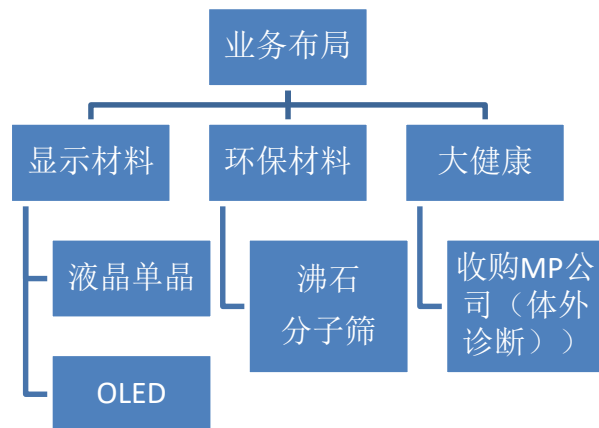 业务布局
显示材料
环保材料
大健康
液晶单晶
OLED
沸石
分子筛
收购MP公
司（体外
诊断））